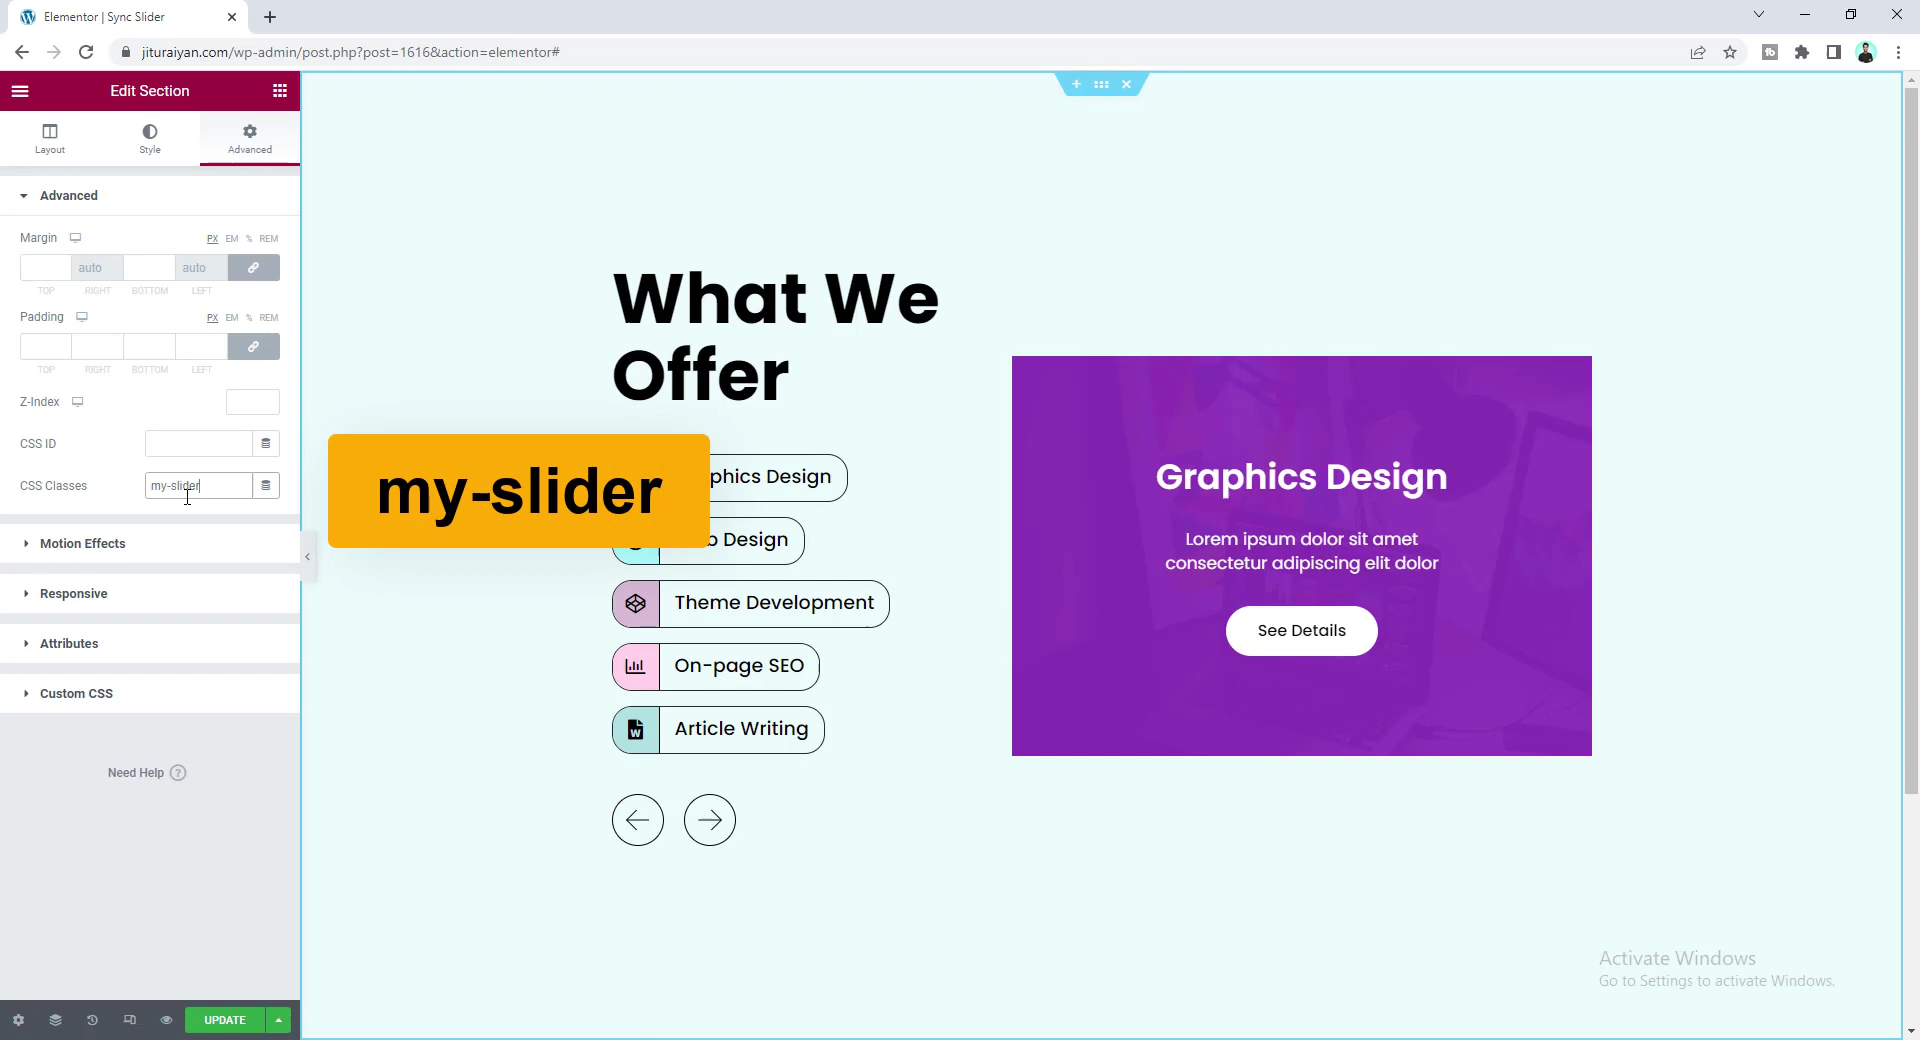 Elementor | Sync Slider
jituraiyan.com/wp-admin/post.php?post=1616&action=elementor#
Edit Section
Layout
Style
Advanced
Advanced
Margin
PX EM % REM
auto
auto
TOP RIGHT BOTTOM LEFT
Padding
PX EM % REM
TOP RIGHT BOTTOM LEFT
Z-Index
CSS ID
CSS Classes
my-slider
Motion Effects
Responsive
Attributes
Custom CSS
Need Help ?
UPDATE
my-slider
What We
Offer
phics Design
b Design
Theme Development
On-page SEO
Article Writing
Graphics Design
Lorem ipsum dolor sit amet
consectetur adipiscing elit dolor
See Details
Activate Windows
Go to Settings to activate Windows.